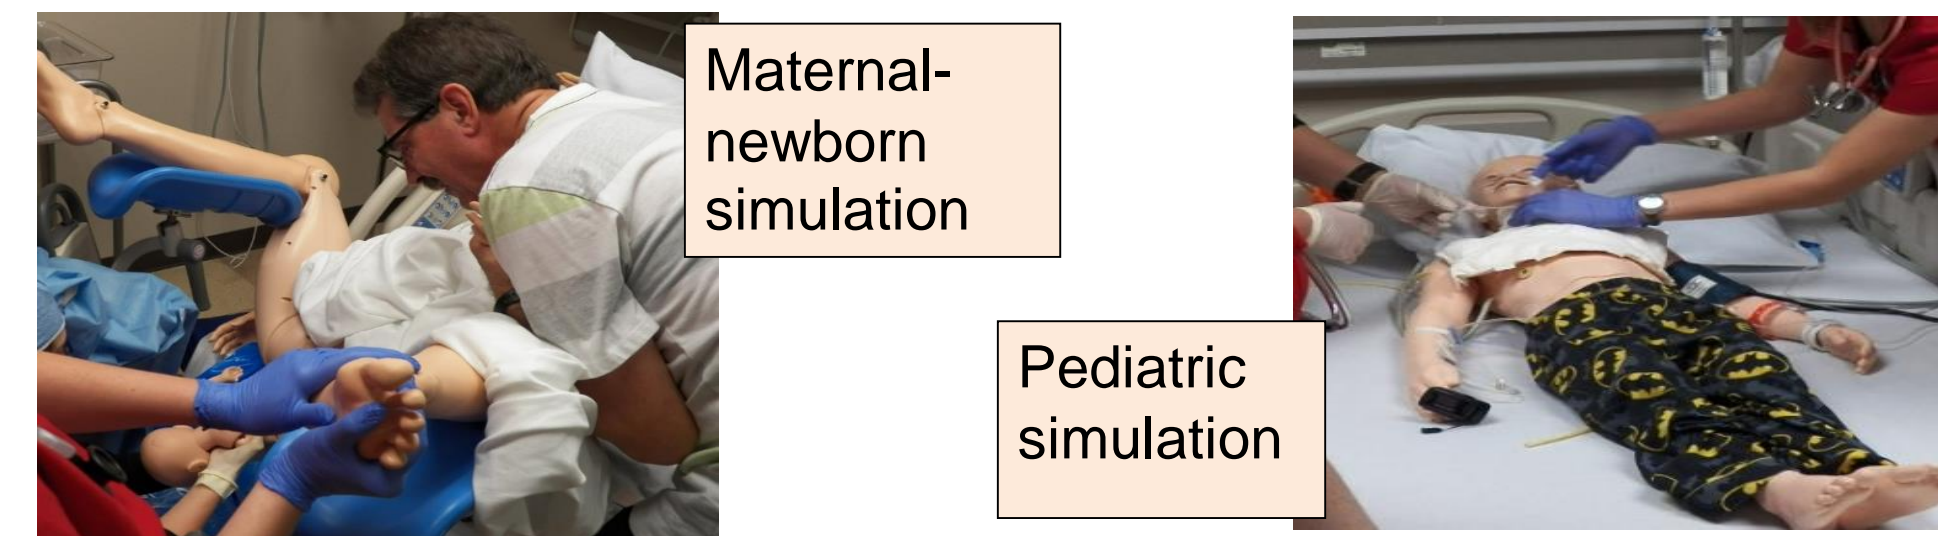 Maternal-
newborn
simulation
Pediatric
simulation